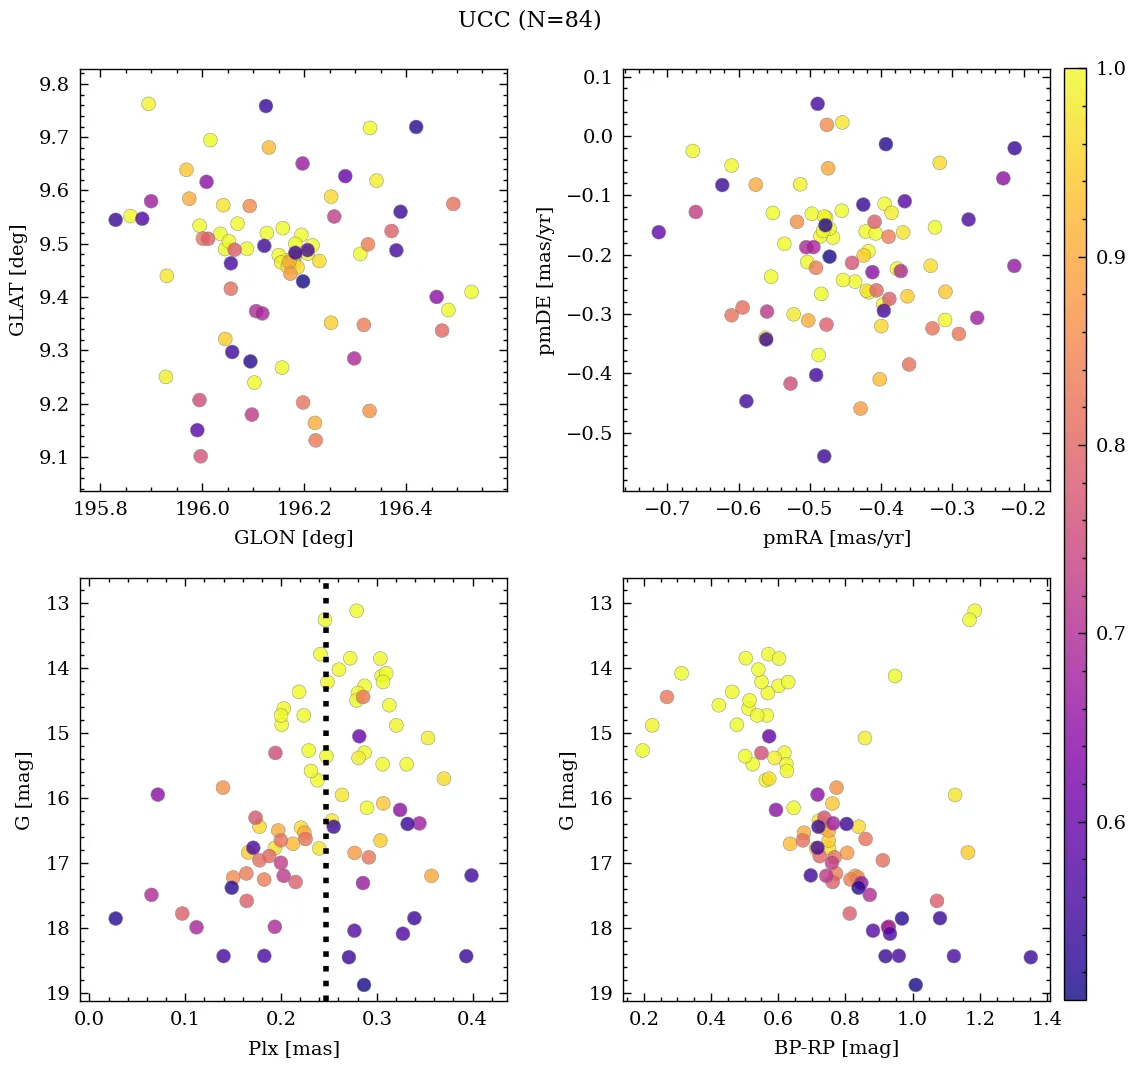 UCC (N=84)
9.8
9.7
9.6
9.5
9.4
9.3
9.2
9.1
GLAT [deg]
195.8 196.0 196.2 196.4
GLON [deg]
0.1
0.0
−0.1
−0.2
−0.3
−0.4
−0.5
pmDE [mas/yr]
−0.7 −0.6 −0.5 −0.4 −0.3 −0.2
pmRA [mas/yr]
1.0
0.9
0.8
0.7
0.6
13
14
15
16
17
18
19
G [mag]
0.0 0.1 0.2 0.3 0.4
Plx [mas]
13
14
15
16
17
18
19
G [mag]
0.2 0.4 0.6 0.8 1.0 1.2 1.4
BP-RP [mag]